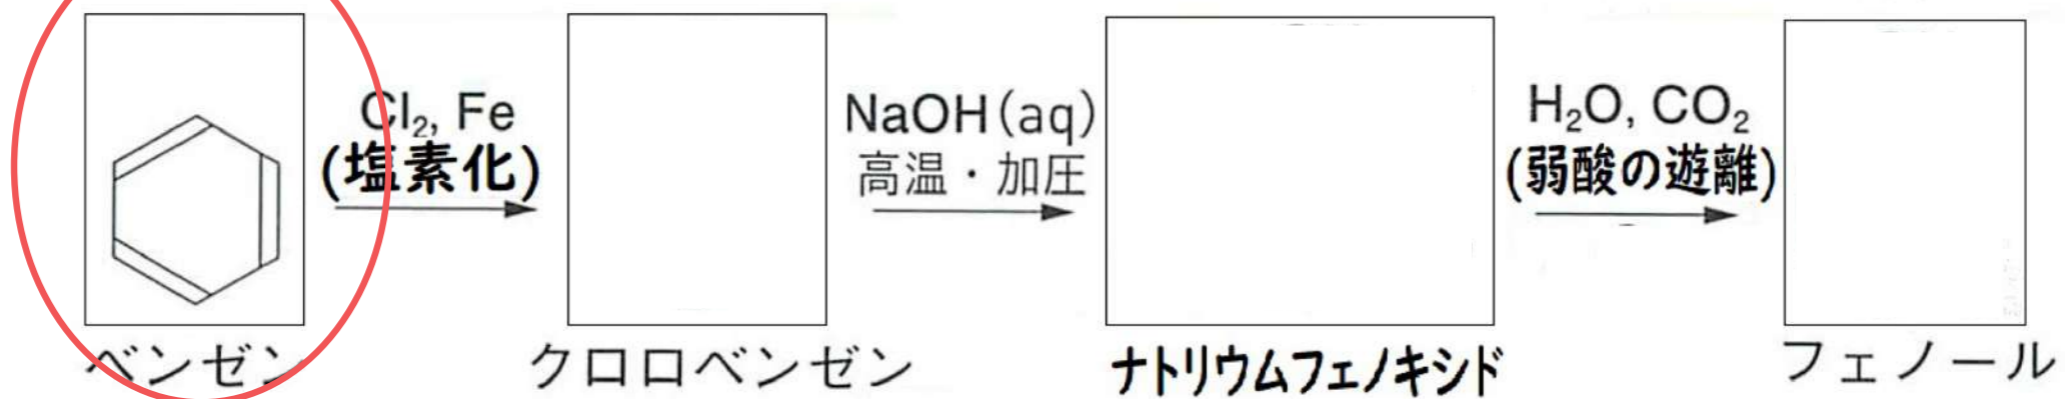 Cl₂, Fe
(塩素化)
NaOH(aq)
高温・加圧
H₂O, CO₂
(弱酸の遊離)
ベンゼン
クロロベンゼン
ナトリウムフェノキシド
フェノール